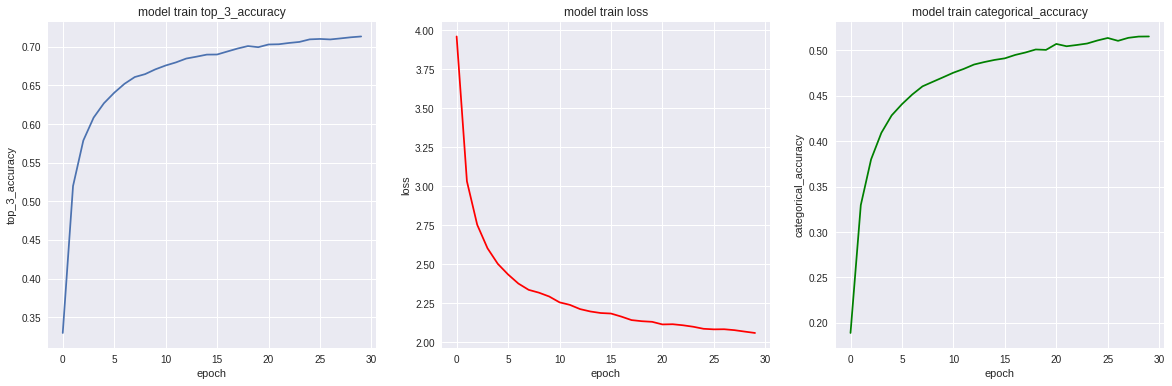 model train top_3_accuracy
top_3_accuracy
0.70
0.65
0.60
0.55
0.50
0.45
0.40
0.35
0 5 10 15 20 25 30
epoch
model train loss
loss
4.00
3.75
3.50
3.25
3.00
2.75
2.50
2.25
2.00
0 5 10 15 20 25 30
epoch
model train categorical_accuracy
categorical_accuracy
0.50
0.45
0.40
0.35
0.30
0.25
0.20
0 5 10 15 20 25 30
epoch